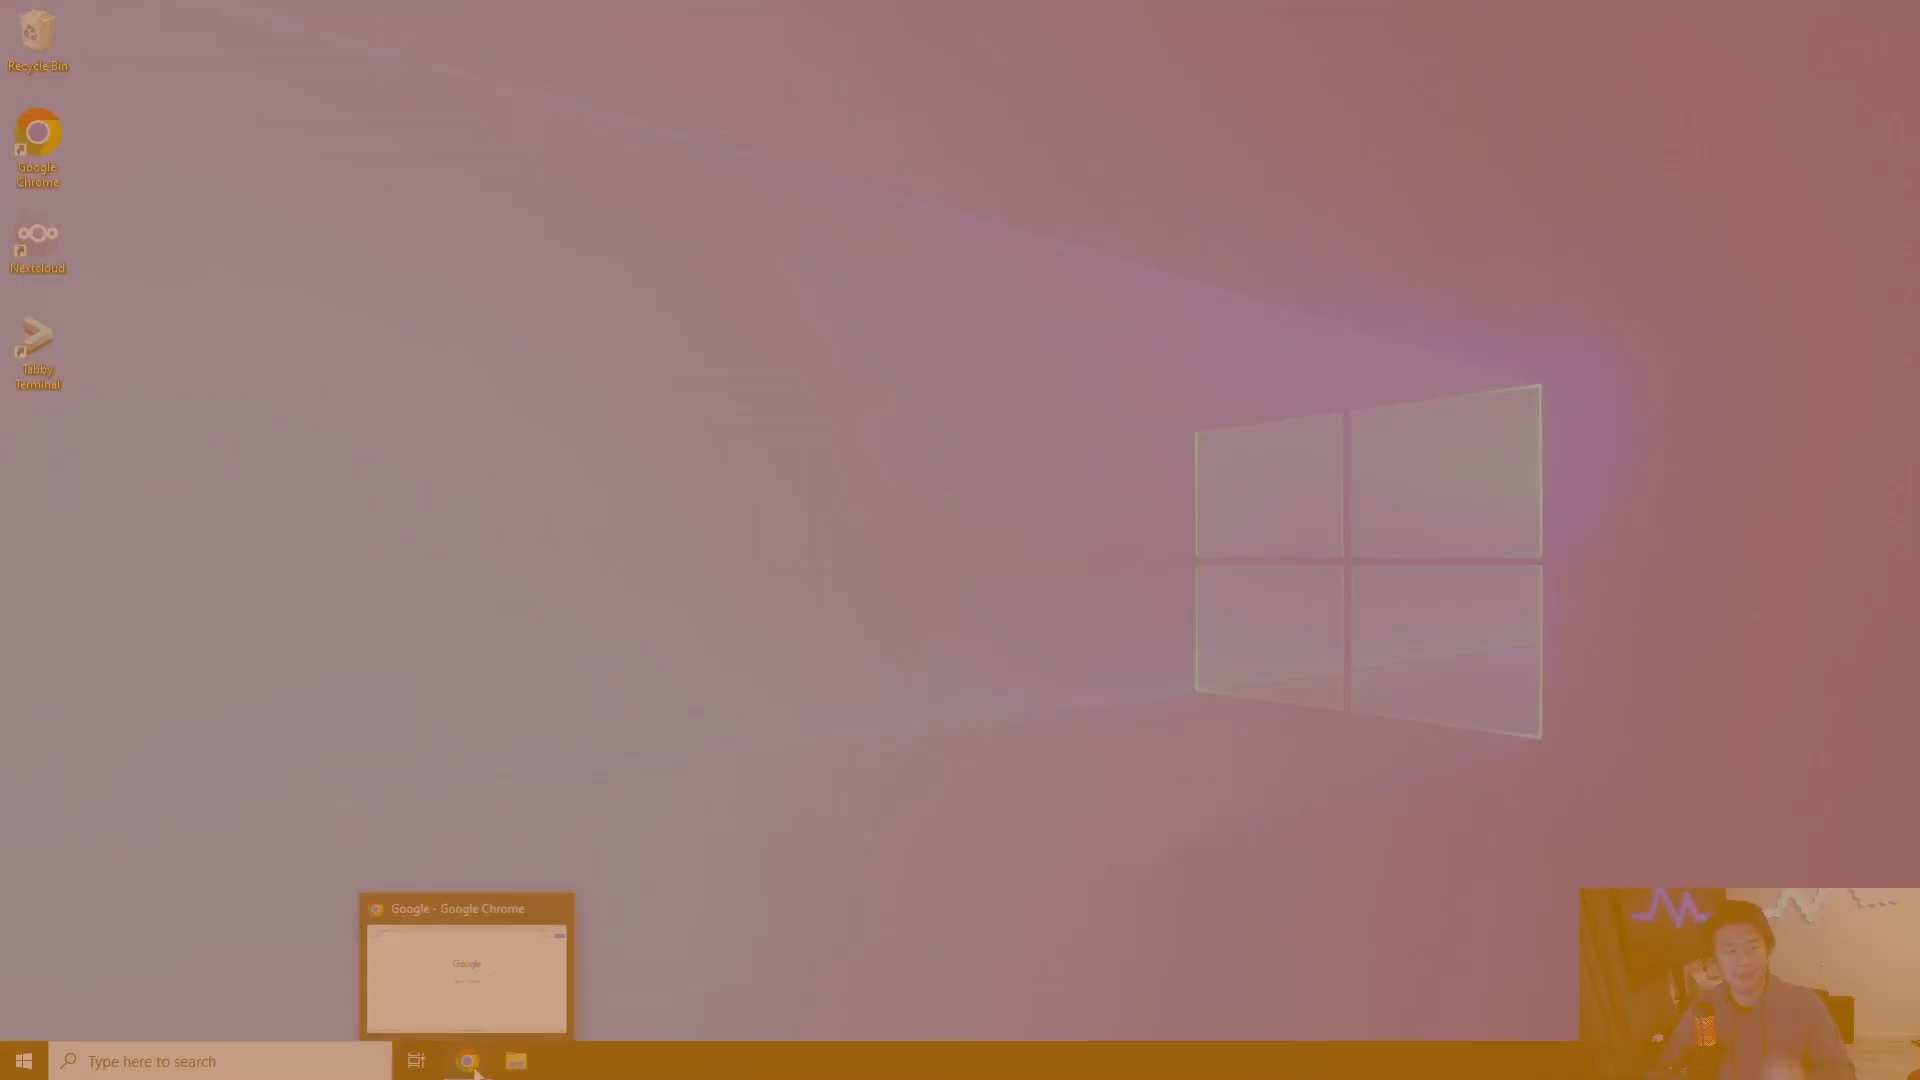 Recycle Bin
Google
Chrome
Nextcloud
Tabby
Terminal
Google - Google Chrome
Google
Type here to search